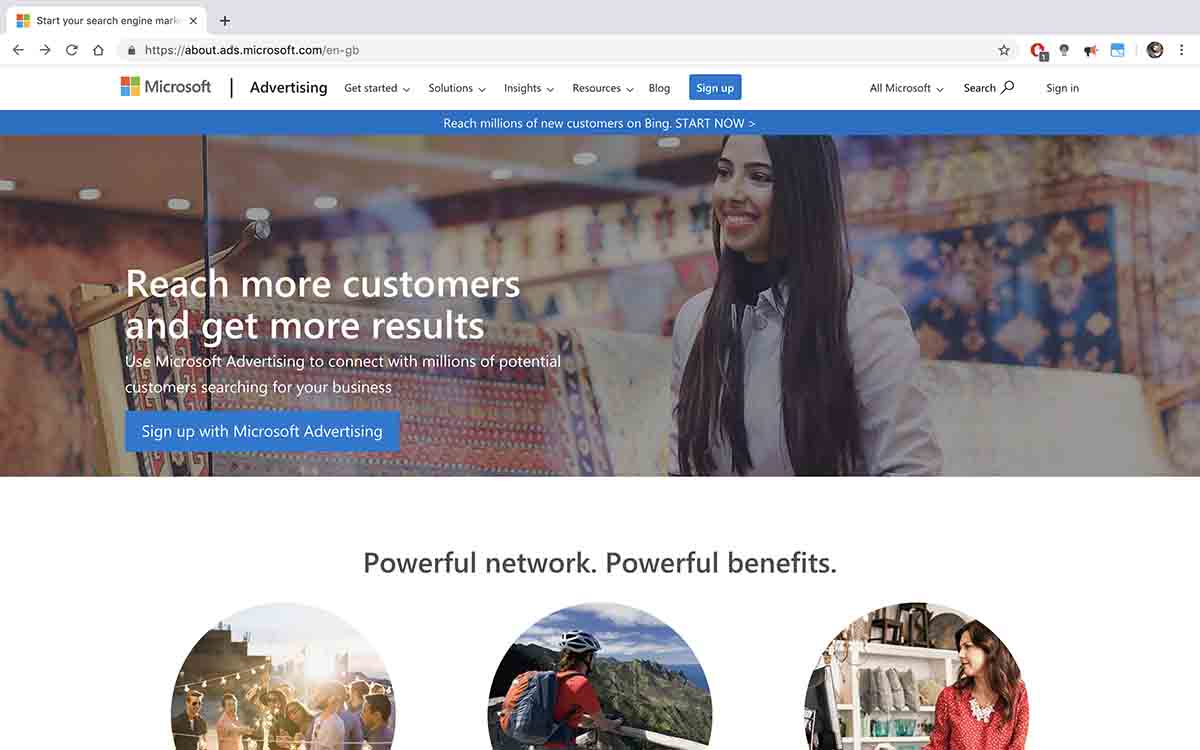 Start your search engine marke
https://about.ads.microsoft.com/en-gb
1
Microsoft | Advertising Get started Solutions Insights Resources Blog Sign up All Microsoft Search Sign in
Reach millions of new customers on Bing. START NOW >
Reach more customers
and get more results
Use Microsoft Advertising to connect with millions of potential
customers searching for your business
Sign up with Microsoft Advertising
Powerful network. Powerful benefits.